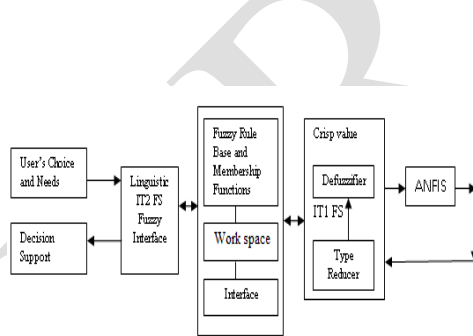 User's Choice
and Needs
Decision
Support
Linguistic
IT2 FS
Fuzzy
Interface
Fuzzy Rule
Base and
Membership
Functions
Work space
Interface
Crisp value
Defuzzifier
IT1 FS
Type
Reducer
ANFIS